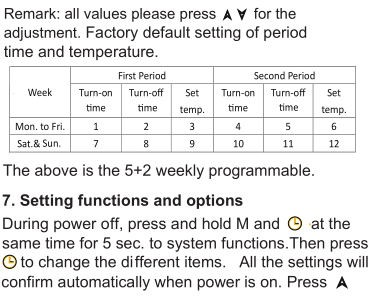 Remark: all values please press ⮝ ⮟ for the
adjustment. Factory default setting of period
time and temperature.
First Period Second Period
Week Turn-on time Turn-off time Set temp. Turn-on time Turn-off time Set temp.
Mon. to Fri. 1 2 3 4 5 6
Sat.& Sun. 7 8 9 10 11 12
The above is the 5+2 weekly programmable.
7. Setting functions and options
During power off, press and hold M and 🕒 at the
same time for 5 sec. to system functions.Then press
🕒 to change the different items. All the settings will
confirm automatically when power is on. Press ⮝